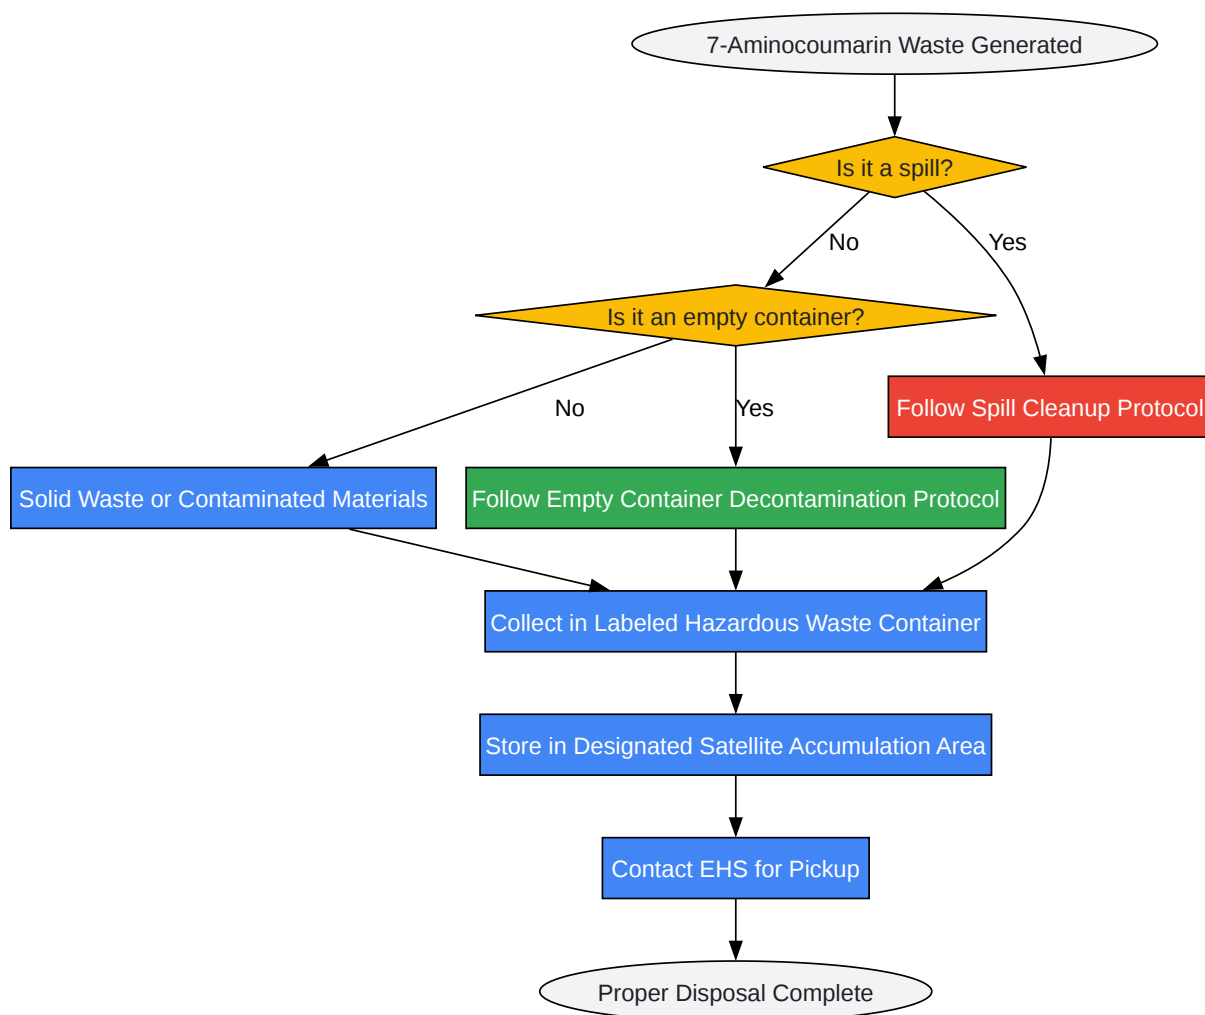 7-Aminocoumarin Waste Generated
Is it a spill?
No
Yes
Is it an empty container?
No
Yes
Follow Spill Cleanup Protocol
Solid Waste or Contaminated Materials
Follow Empty Container Decontamination Protocol
Collect in Labeled Hazardous Waste Container
Store in Designated Satellite Accumulation Area
Contact EHS for Pickup
Proper Disposal Complete